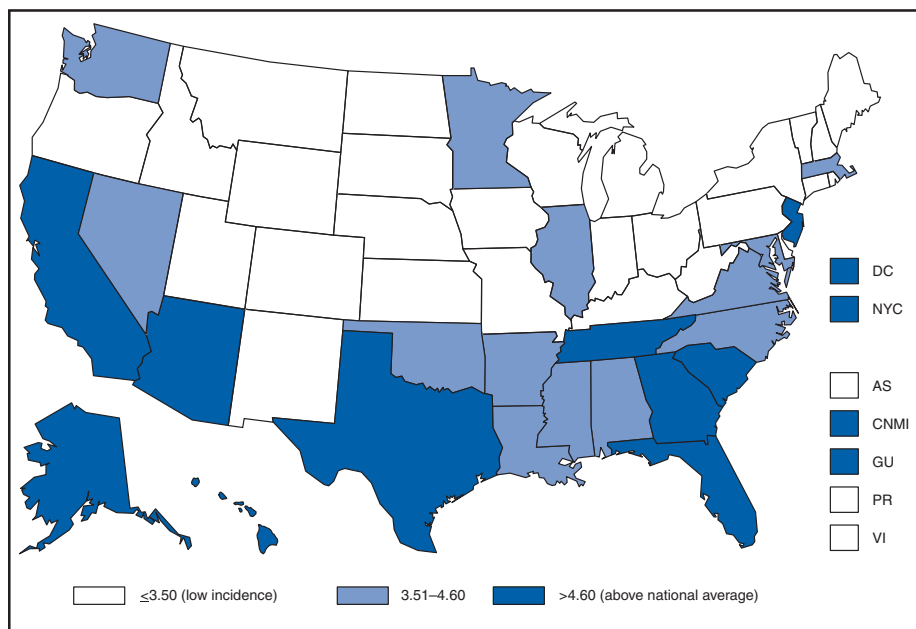 DC
NYC
AS
CNMI
GU
PR
VI
≤3.50 (low incidence)
3.51–4.60
>4.60 (above national average)